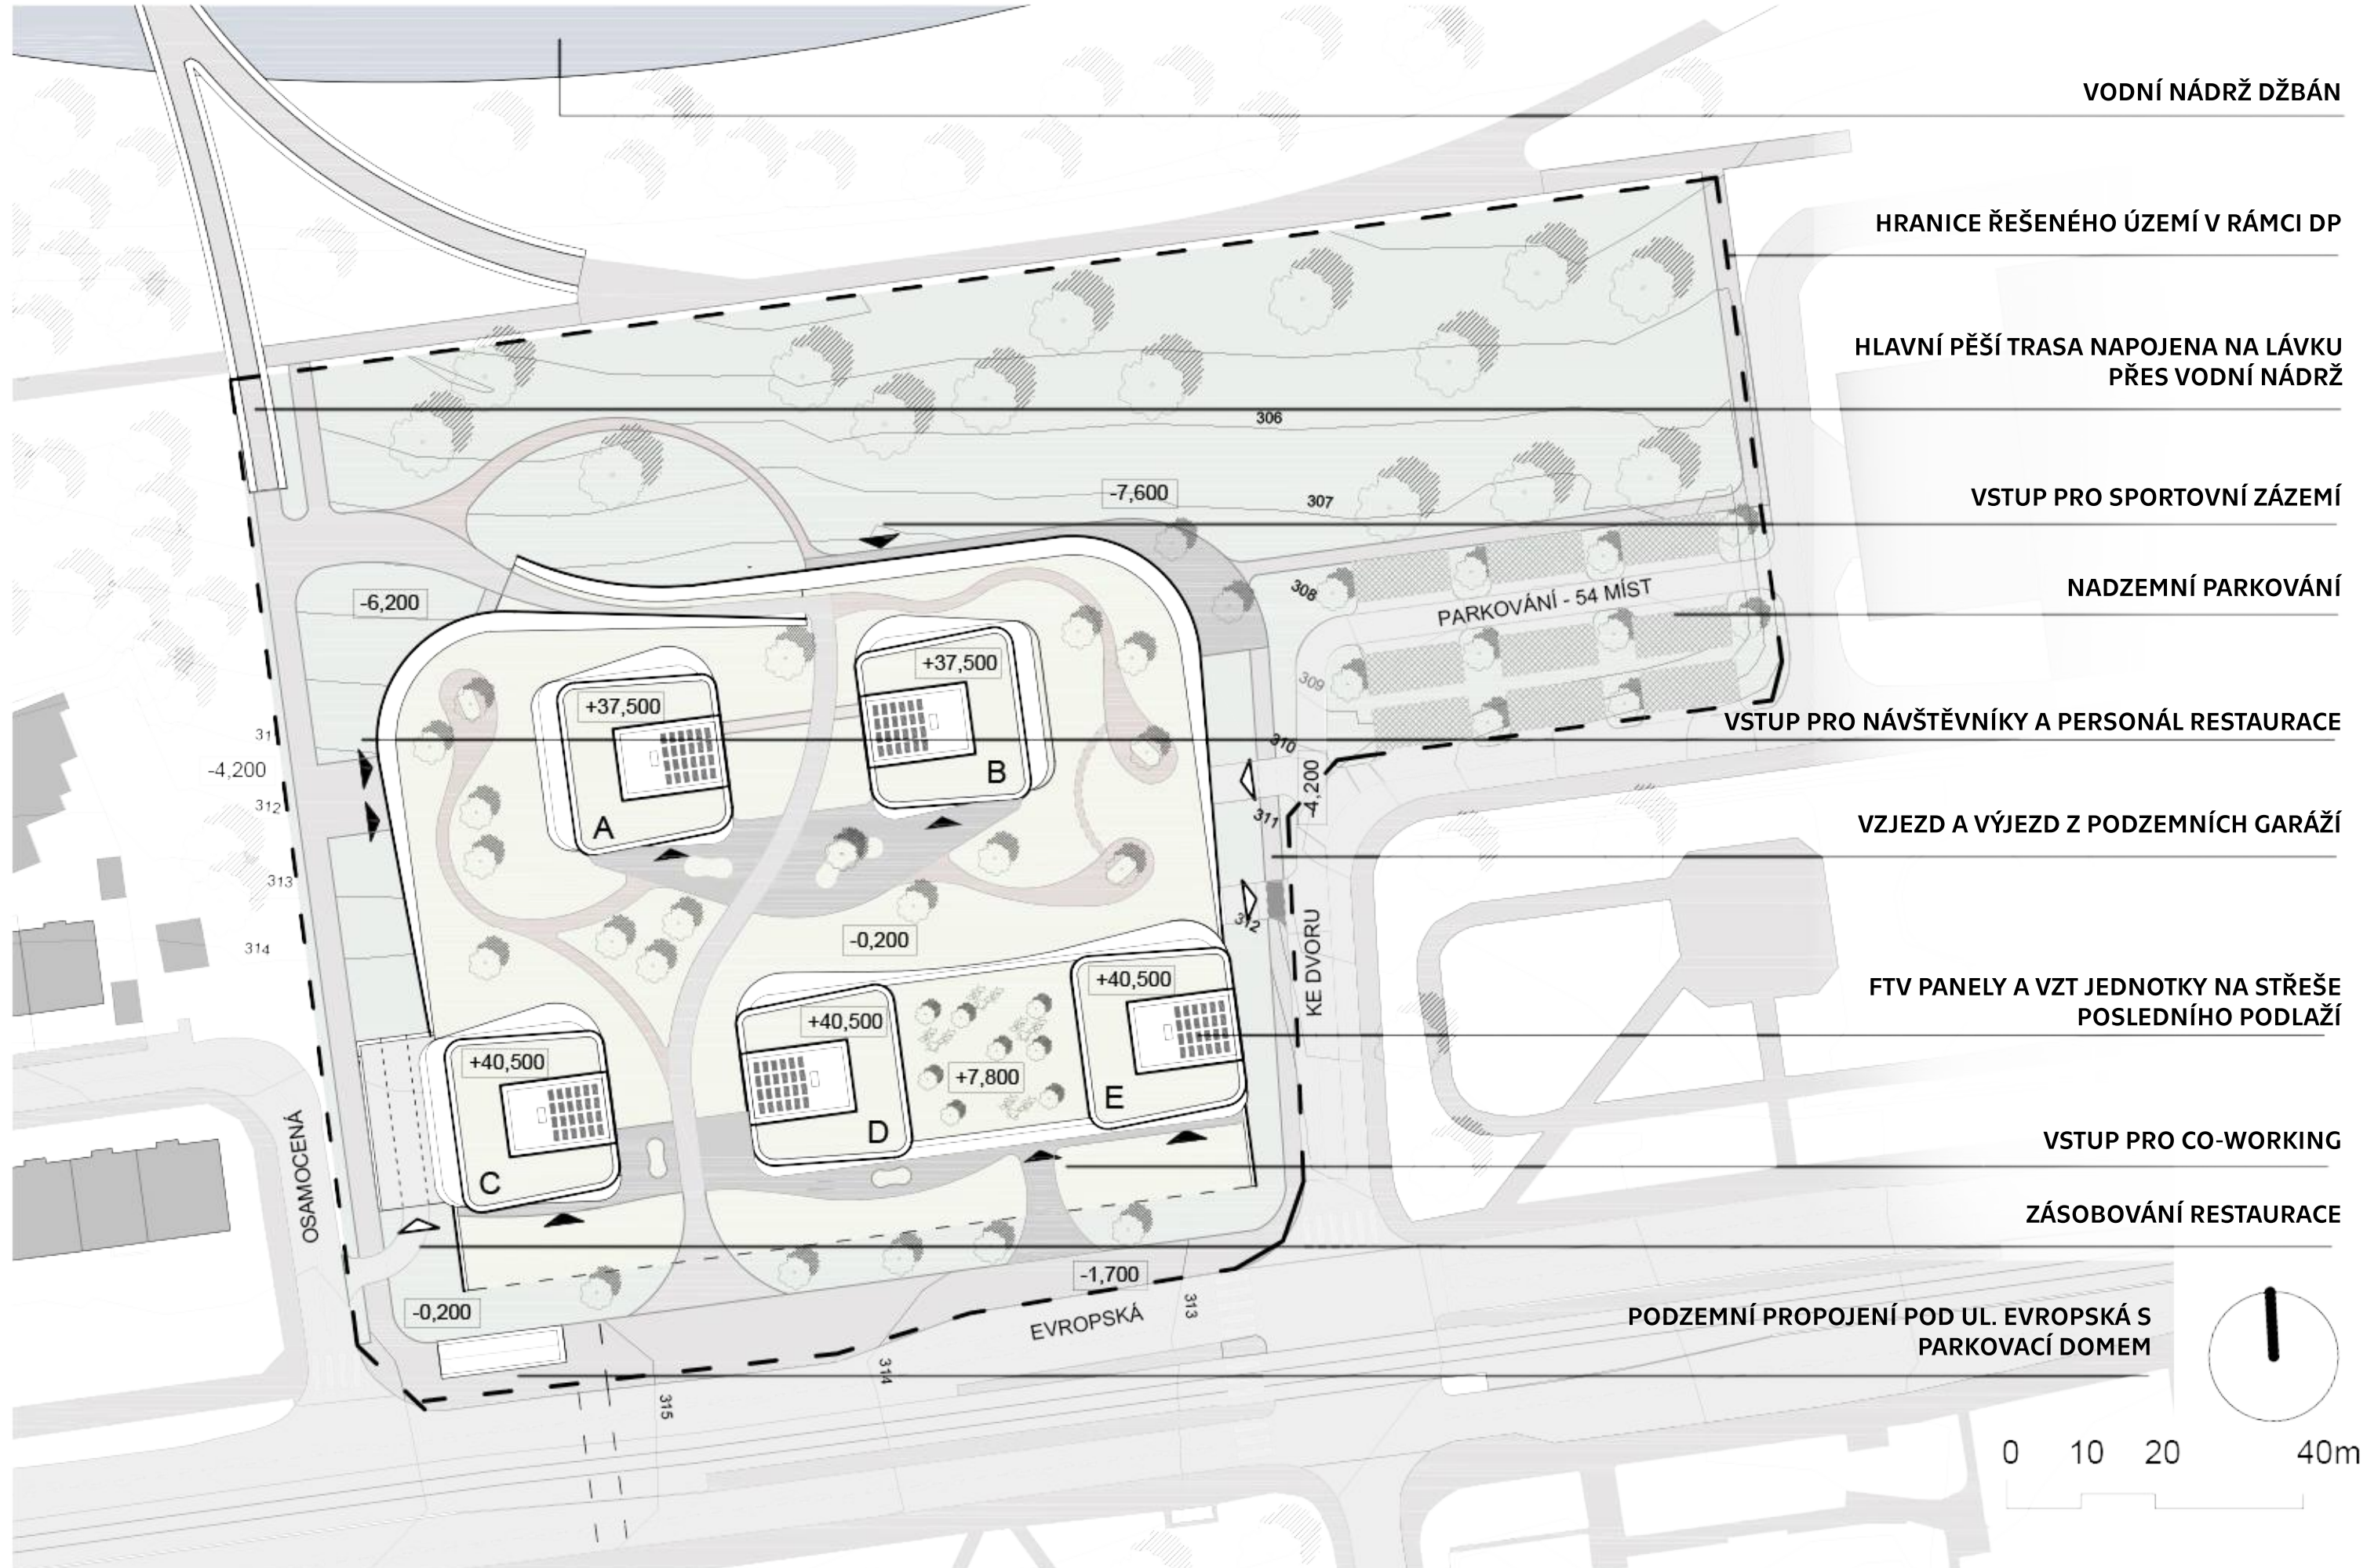 VODNÍ NÁDRŽ DŽBÁN
HRANICE ŘEŠENÉHO ÚZEMÍ V RÁMCI DP
HLAVNÍ PĚŠÍ TRASA NAPOJENA NA LÁVKU
PŘES VODNÍ NÁDRŽ
306
-7,600
307
VSTUP PRO SPORTOVNÍ ZÁZEMÍ
308
PARKOVÁNÍ - 54 MÍST
NADZEMNÍ PARKOVÁNÍ
-6,200
309
+37,500
+37,500
VSTUP PRO NÁVŠTĚVNÍKY A PERSONÁL RESTAURACE
31
310
-4,200
-4,200
B
312
311
A
VZJEZD A VÝJEZD Z PODZEMNÍCH GARÁŽÍ
313
312
314
-0,200
KE DVORU
+40,500
FTV PANELY A VZT JEDNOTKY NA STŘEŠE
POSLEDNÍHO PODLAŽÍ
+40,500
+40,500
+7,800
E
D
C
OSAMOCENÁ
VSTUP PRO CO-WORKING
ZÁSOBOVÁNÍ RESTAURACE
-1,700
-0,200
EVROPSKÁ
313
314
315
PODZEMNÍ PROPOJENÍ POD UL. EVROPSKÁ S
PARKOVACÍ DOMEM
0 10 20 40m